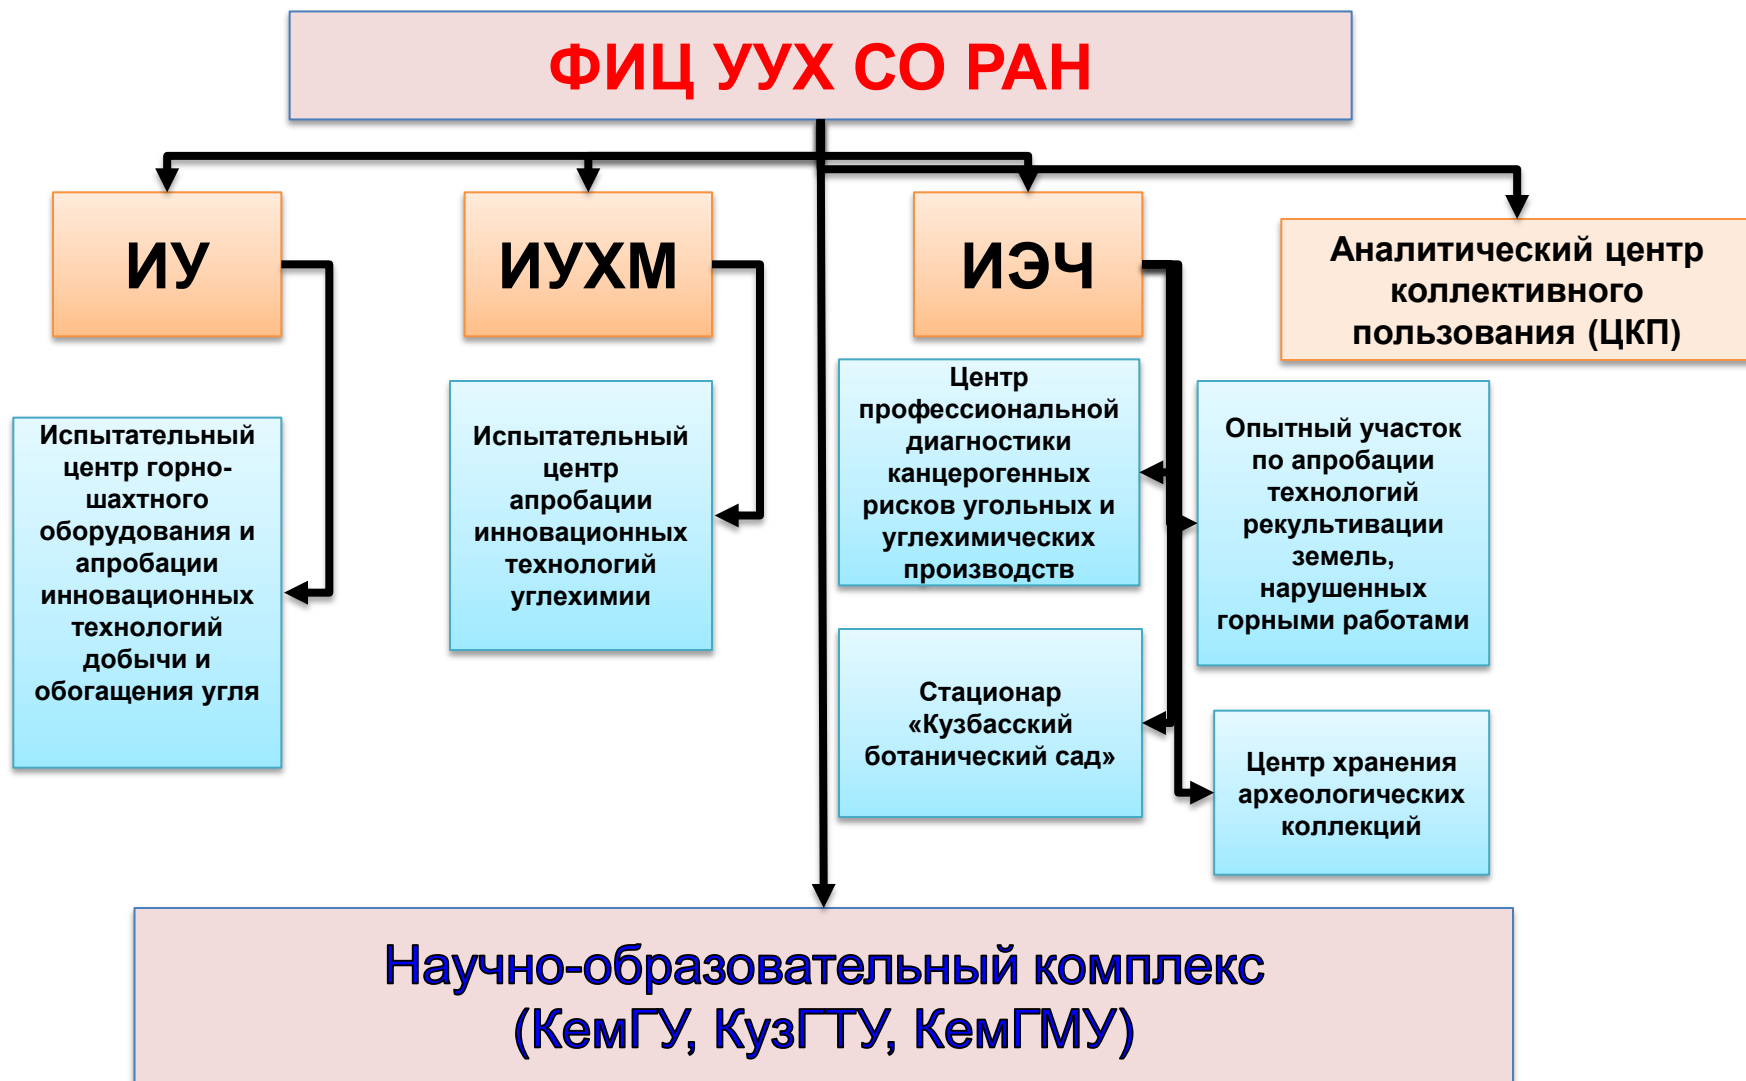 ФИЦ УУХ СО РАН
ИУ
ИУХМ
ИЭЧ
Аналитический центр
коллективного
пользования (ЦКП)
Испытательный
центр горно-
шахтного
оборудования и
апробации
инновационных
технологий
добычи и
обогащения угля
Испытательный
центр
апробации
инновационных
технологий
углехимии
Центр
профессиональной
диагностики
канцерогенных
рисков угольных и
углехимических
производств
Опытный участок
по апробации
технологий
рекультивации
земель,
нарушенных
горными работами
Стационар
«Кузбасский
ботанический сад»
Центр хранения
археологических
коллекций
Научно-образовательный комплекс
(КемГУ, КузГТУ, КемГМУ)